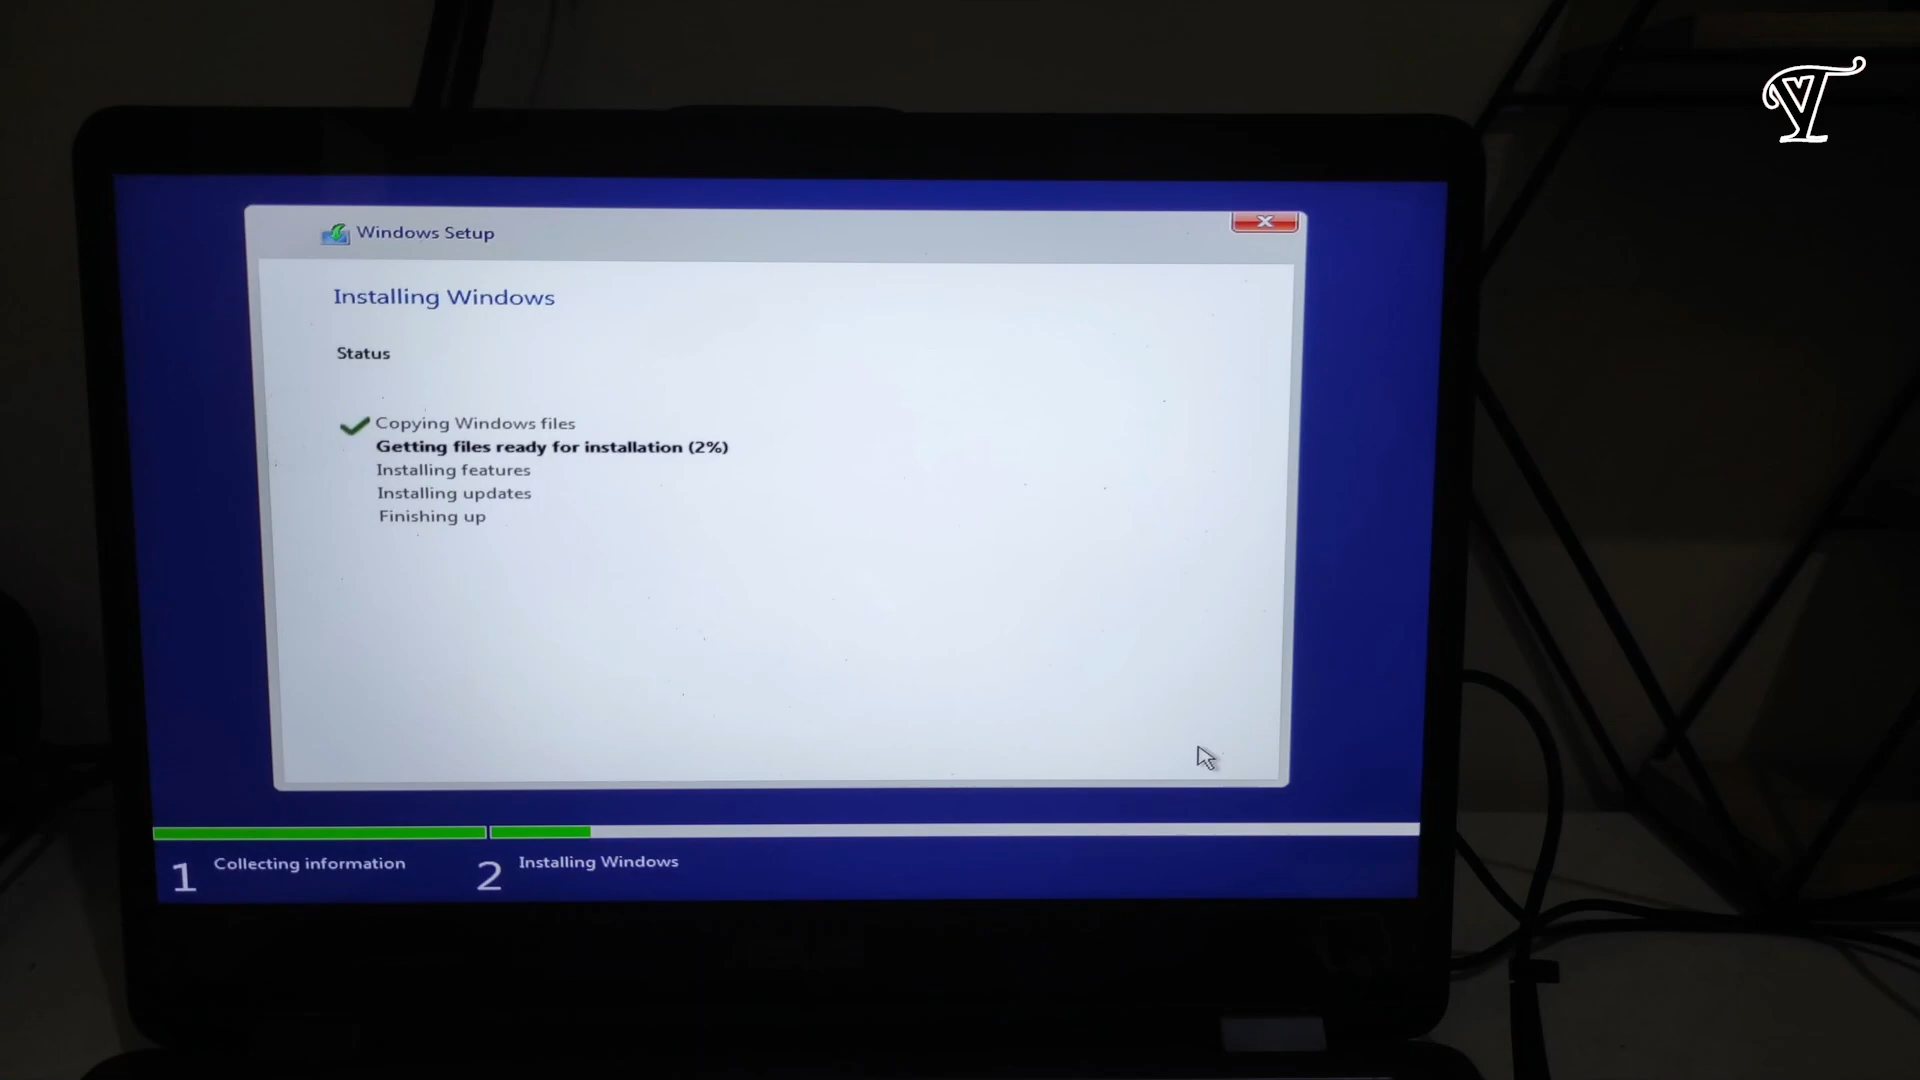 Windows Setup
Installing Windows
Status
Copying Windows files
Getting files ready for installation (2%)
Installing features
Installing updates
Finishing up
1 Collecting information
2 Installing Windows